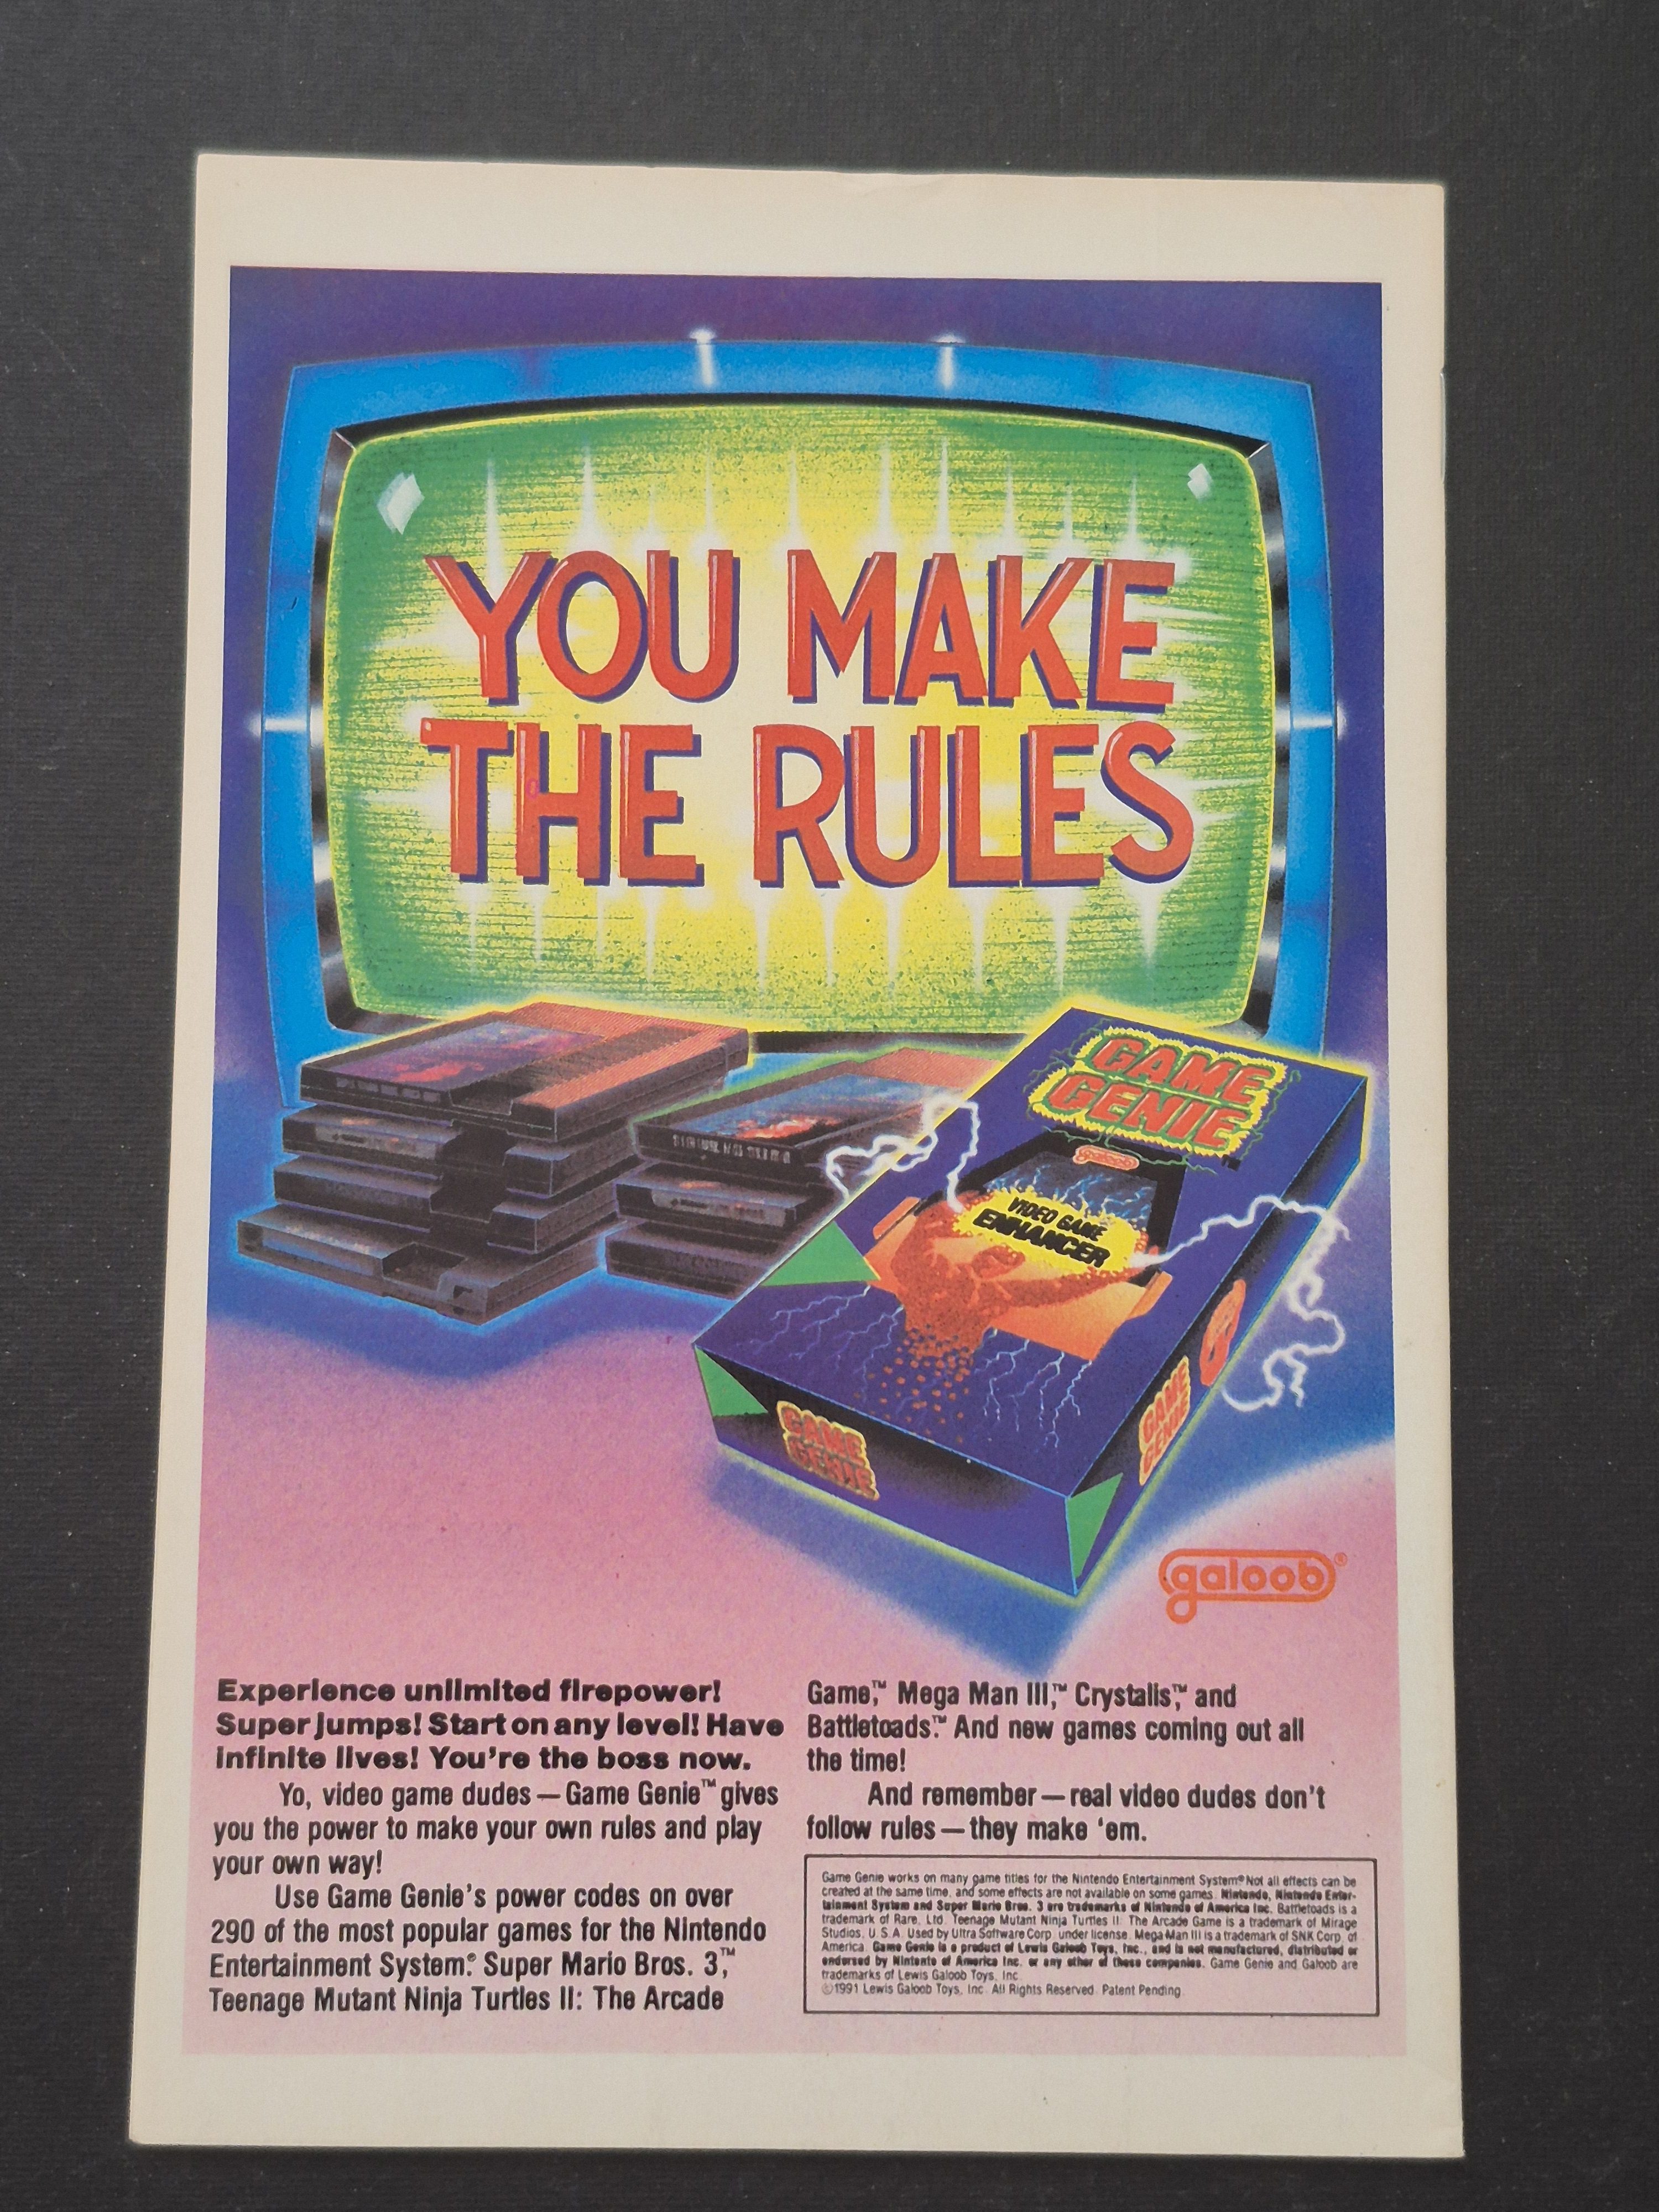 YOU MAKE
THE RULES
GAME
GENIE
galoob
VIDEO GAME
ENHANCER
GAME
GENIE
GAME
GENIE
galoob®
Experience unlimited firepower!
Super jumps! Start on any level! Have
infinite lives! You're the boss now.
Yo, video game dudes — Game Genie™ gives
you the power to make your own rules and play
your own way!
Use Game Genie's power codes on over
290 of the most popular games for the Nintendo
Entertainment System.® Super Mario Bros. 3,™
Teenage Mutant Ninja Turtles II: The Arcade
Game,™ Mega Man III,™ Crystalis,™ and
Battletoads.™ And new games coming out all
the time!
And remember — real video dudes don't
follow rules — they make 'em.
Game Genie works on many game titles for the Nintendo Entertainment System® Not all effects can be
created at the same time, and some effects are not available on some games. Nintendo, Nintendo Enter-
tainment System and Super Mario Bros. 3 are trademarks of Nintendo of America Inc. Battletoads is a
trademark of Rare, Ltd. Teenage Mutant Ninja Turtles II: The Arcade Game is a trademark of Mirage
Studios, U.S.A. Used by Ultra Software Corp. under license. Mega Man III is a trademark of SNK Corp. of
America. Game Genie is a product of Lewis Galoob Toys, Inc., and is not manufactured, distributed or
endorsed by Nintento of America Inc. or any other of these companies. Game Genie and Galoob are
trademarks of Lewis Galoob Toys, Inc.
©1991 Lewis Galoob Toys, Inc. All Rights Reserved. Patent Pending.